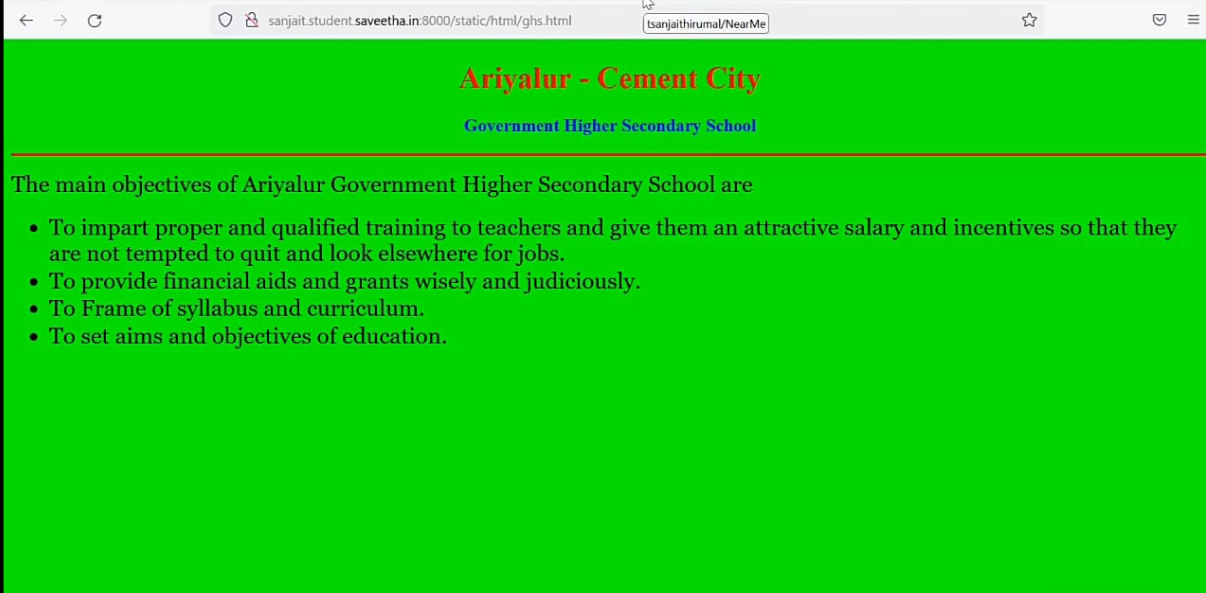 sanjait.student.saveetha.in:8000/static/html/ghs.html
tsanjaithirumal/NearMe
Ariyalur - Cement City
Government Higher Secondary School
The main objectives of Ariyalur Government Higher Secondary School are
• To impart proper and qualified training to teachers and give them an attractive salary and incentives so that they
are not tempted to quit and look elsewhere for jobs.
• To provide financial aids and grants wisely and judiciously.
• To Frame of syllabus and curriculum.
• To set aims and objectives of education.